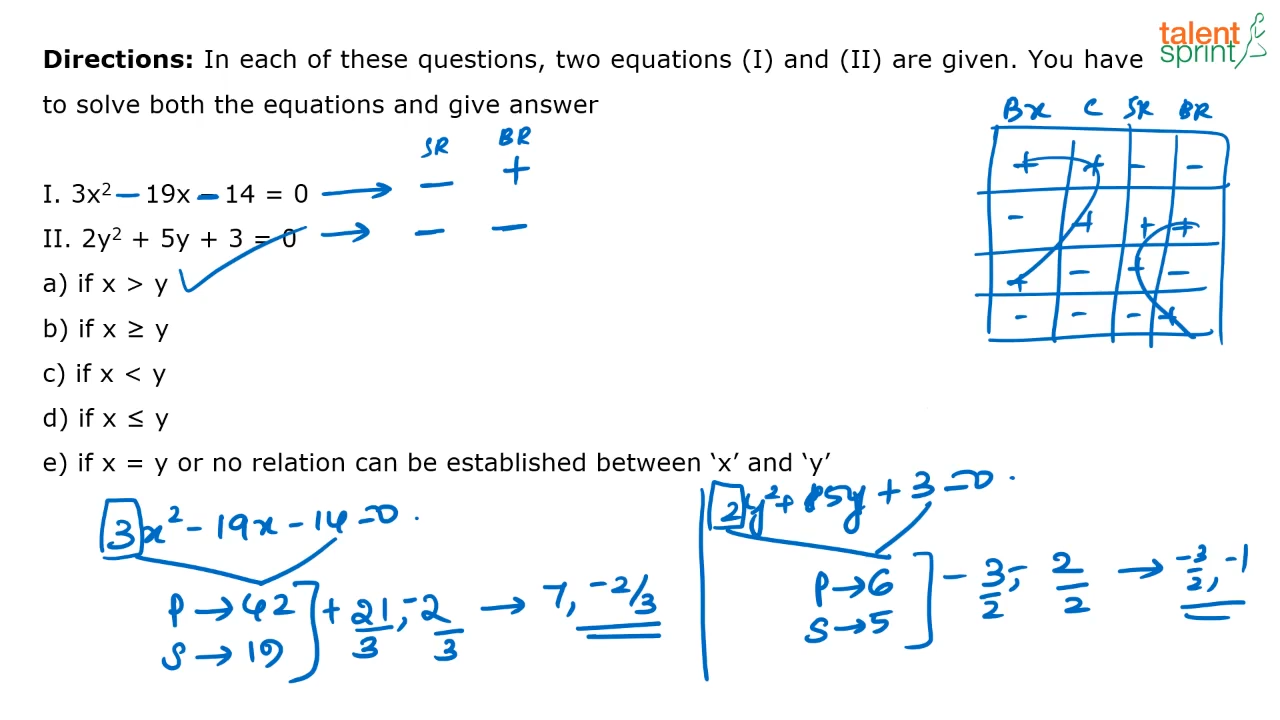 talent
sprint
Directions: In each of these questions, two equations (I) and (II) are given. You have
to solve both the equations and give answer
Bx C SR BR
+ + - -
- + + +
+ - + -
- - - +
SR BR
I. 3x² - 19x - 14 = 0 → - +
II. 2y² + 5y + 3 = 0 → - -
a) if x > y ✓
b) if x ≥ y
c) if x < y
d) if x ≤ y
e) if x = y or no relation can be established between ‘x’ and ‘y’
3x² - 19x - 14 = 0
P → 42
S → 19
+ 21/3, -2/3 → 7, -2/3
2y² + 5y + 3 = 0
P → 6
S → 5
- 3/2, - 2/2 → -3/2, -1